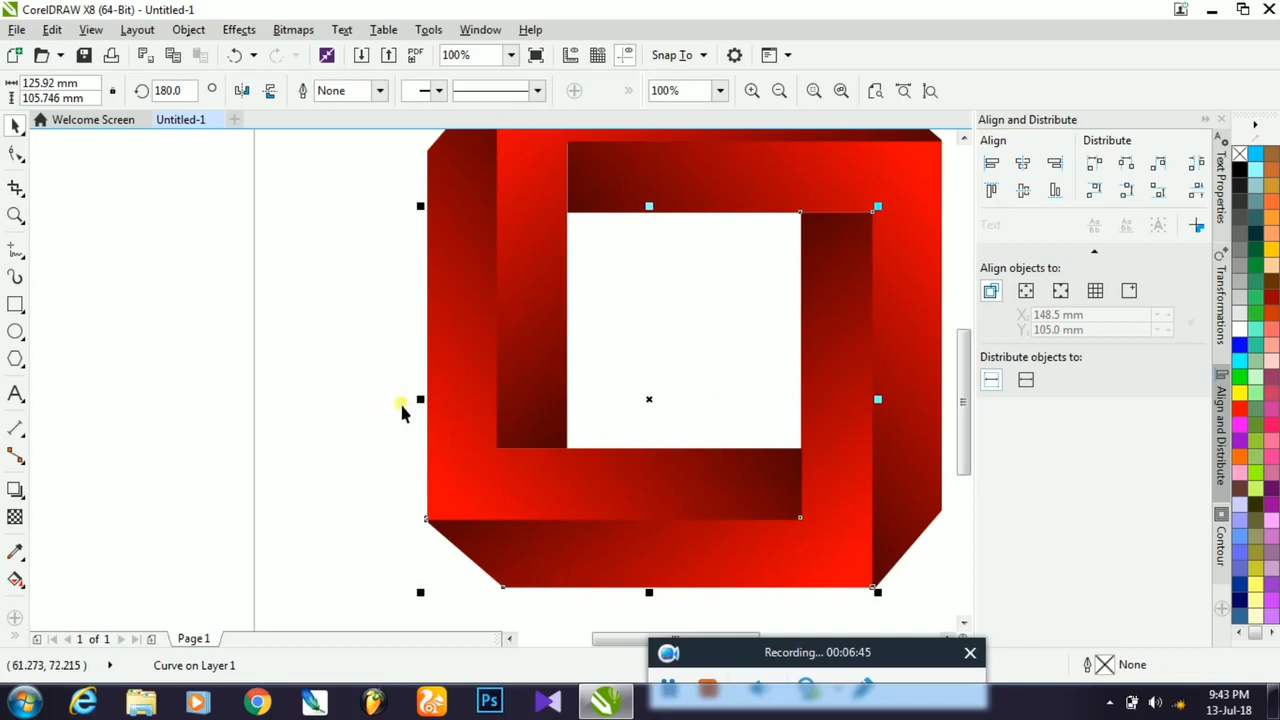 CorelDRAW X8 (64-Bit) - Untitled-1
File Edit View Layout Object Effects Bitmaps Text Table Tools Window Help
PDF 100% Snap To
125.92 mm
105.746 mm
180.0 None 100%
Welcome Screen Untitled-1
Align and Distribute
Align Distribute
Text
Align objects to:
X: 148.5 mm
Y: 105.0 mm
Distribute objects to:
Text Properties
Transformations
Align and Distribute
Contour
1 of 1 Page1
Recording... 00:06:45
( 61.273, 72.215 ) Curve on Layer 1 None
Ps
9:43 PM
13-Jul-18